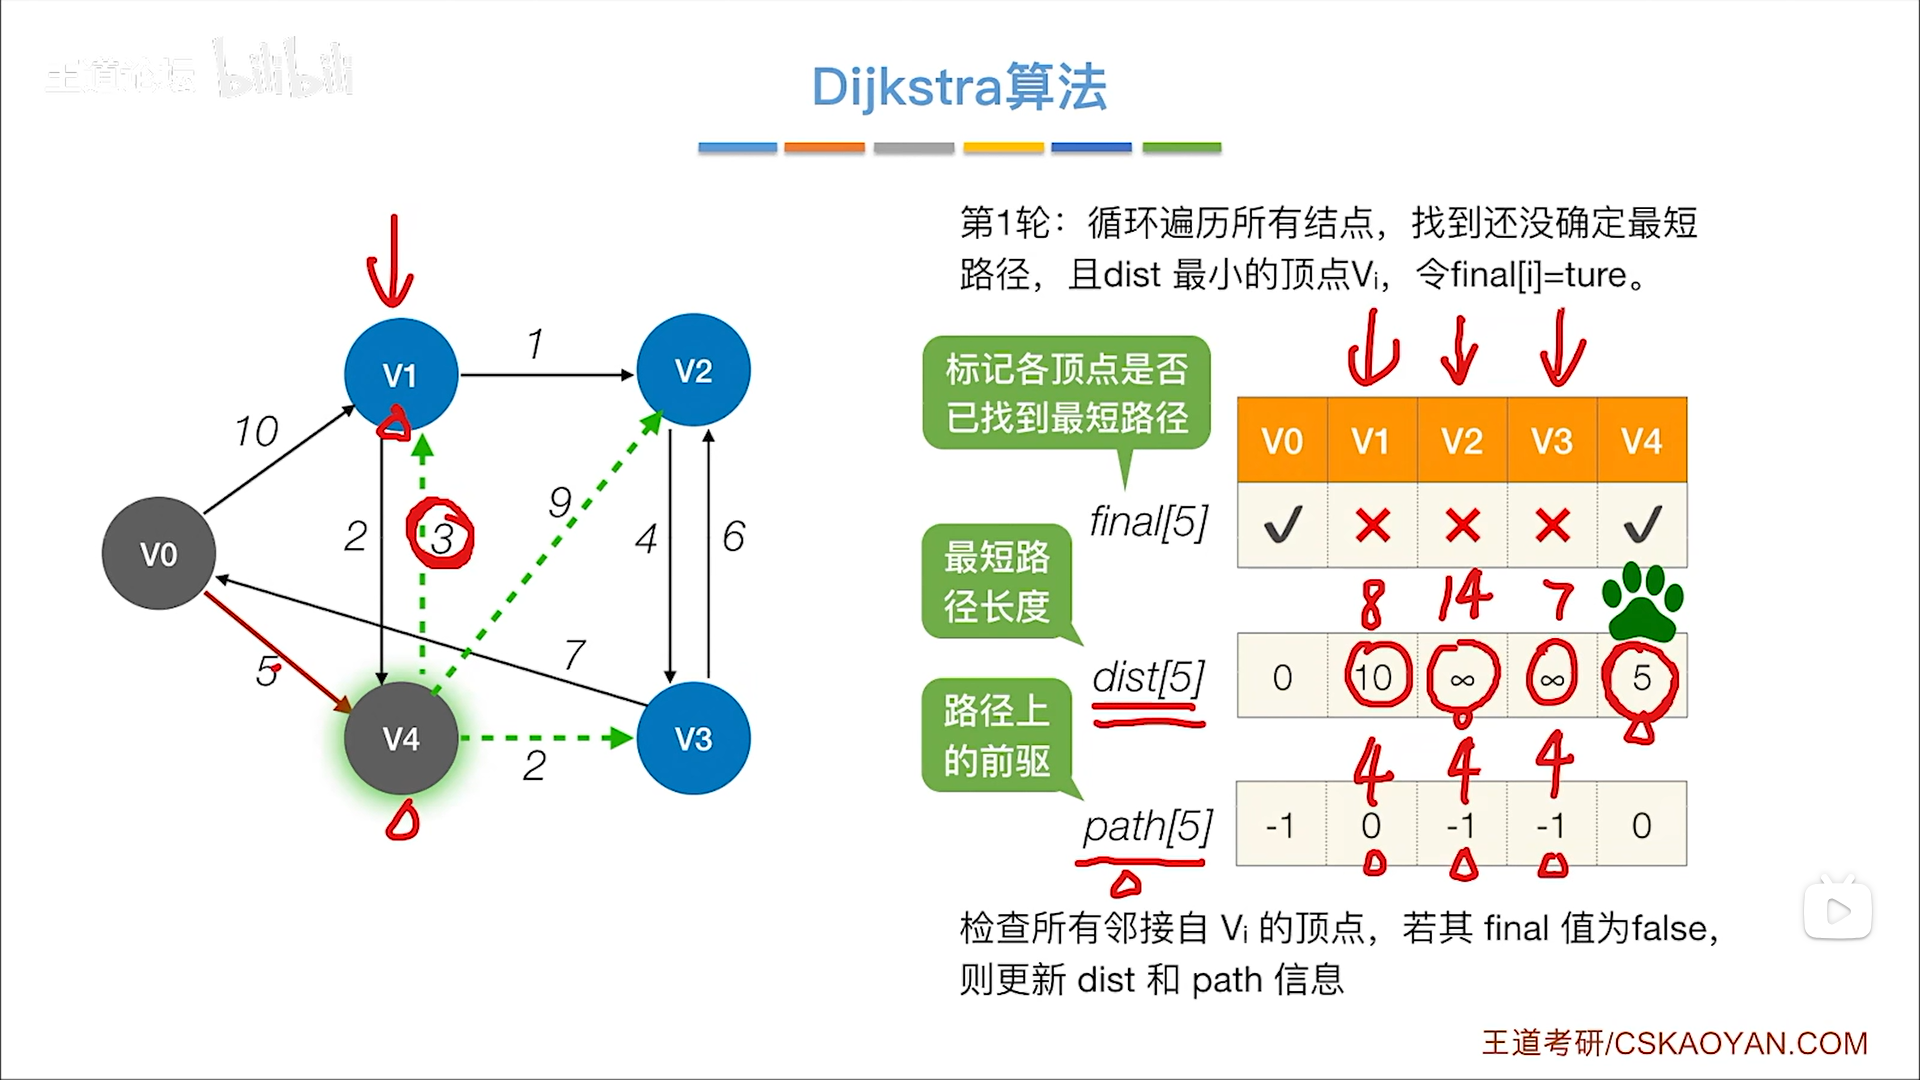 王道论坛 bilibili
Dijkstra算法
第1轮：循环遍历所有结点，找到还没确定最短
路径，且dist 最小的顶点Vᵢ，令final[i]=ture。
标记各顶点是否
已找到最短路径
V0 V1 V2 V3 V4
final[5]
8 14 7
最短路
径长度
dist[5] 0 10 ∞ ∞ 5
4 4 4
路径上
的前驱
path[5] -1 0 -1 -1 0
检查所有邻接自 Vᵢ 的顶点，若其 final 值为false，
则更新 dist 和 path 信息
V1 1 V2
10
2 3 9 4 6
V0
5 7
V4 2 V3
王道考研/CSKAOYAN.COM